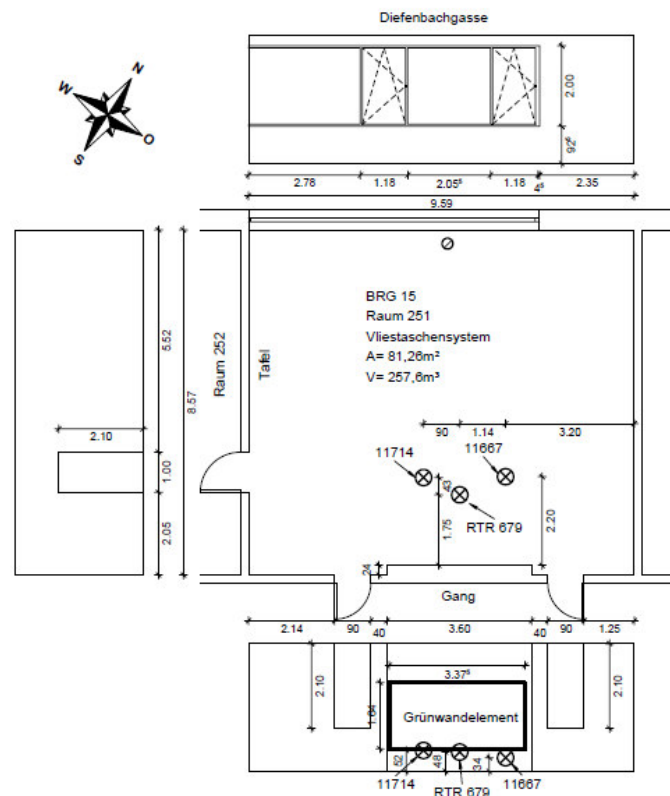 Diefenbachgasse
N
W
O
S
2.00
92⁵
2.78
1.18
2.05⁵
1.18
4⁵
2.35
9.59
BRG 15
Raum 251
Vliestaschensystem
A= 81,26m²
V= 257,6m³
Raum 252
Tafel
5.52
8.57
2.10
1.00
2.05
90
1.14
3.20
11714
11667
43
RTR 679
1.75
2.20
24
Gang
2.14
90
40
3.60
40
90
1.25
2.10
3.37⁵
2.10
1.64
Grünwandelement
52
48
34
11714
RTR 679
11667